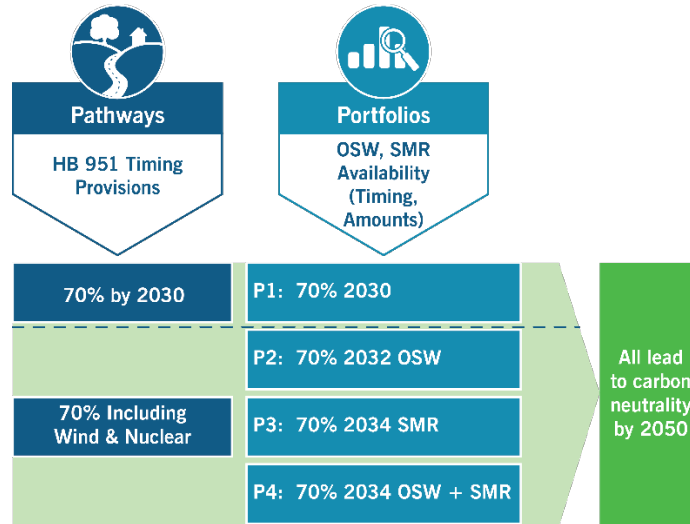 Pathways
HB 951 Timing
Provisions
Portfolios
OSW, SMR
Availability
(Timing,
Amounts)
70% by 2030
P1: 70% 2030
P2: 70% 2032 OSW
70% Including
Wind & Nuclear
P3: 70% 2034 SMR
P4: 70% 2034 OSW + SMR
All lead
to carbon
neutrality
by 2050